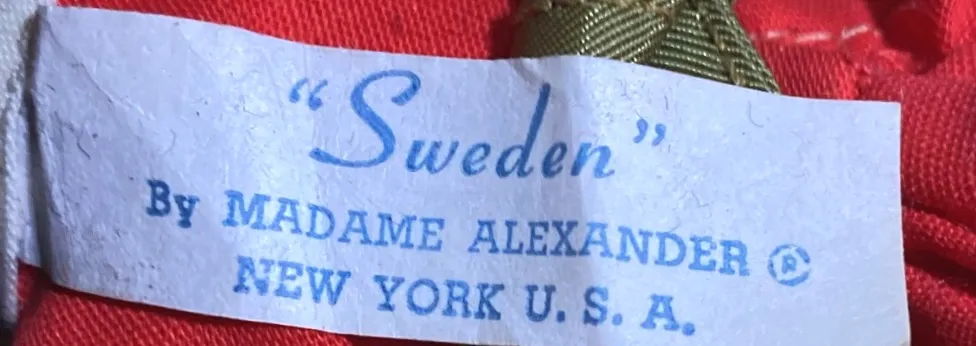 “Sweden”
By MADAME ALEXANDER ®
NEW YORK U. S. A.